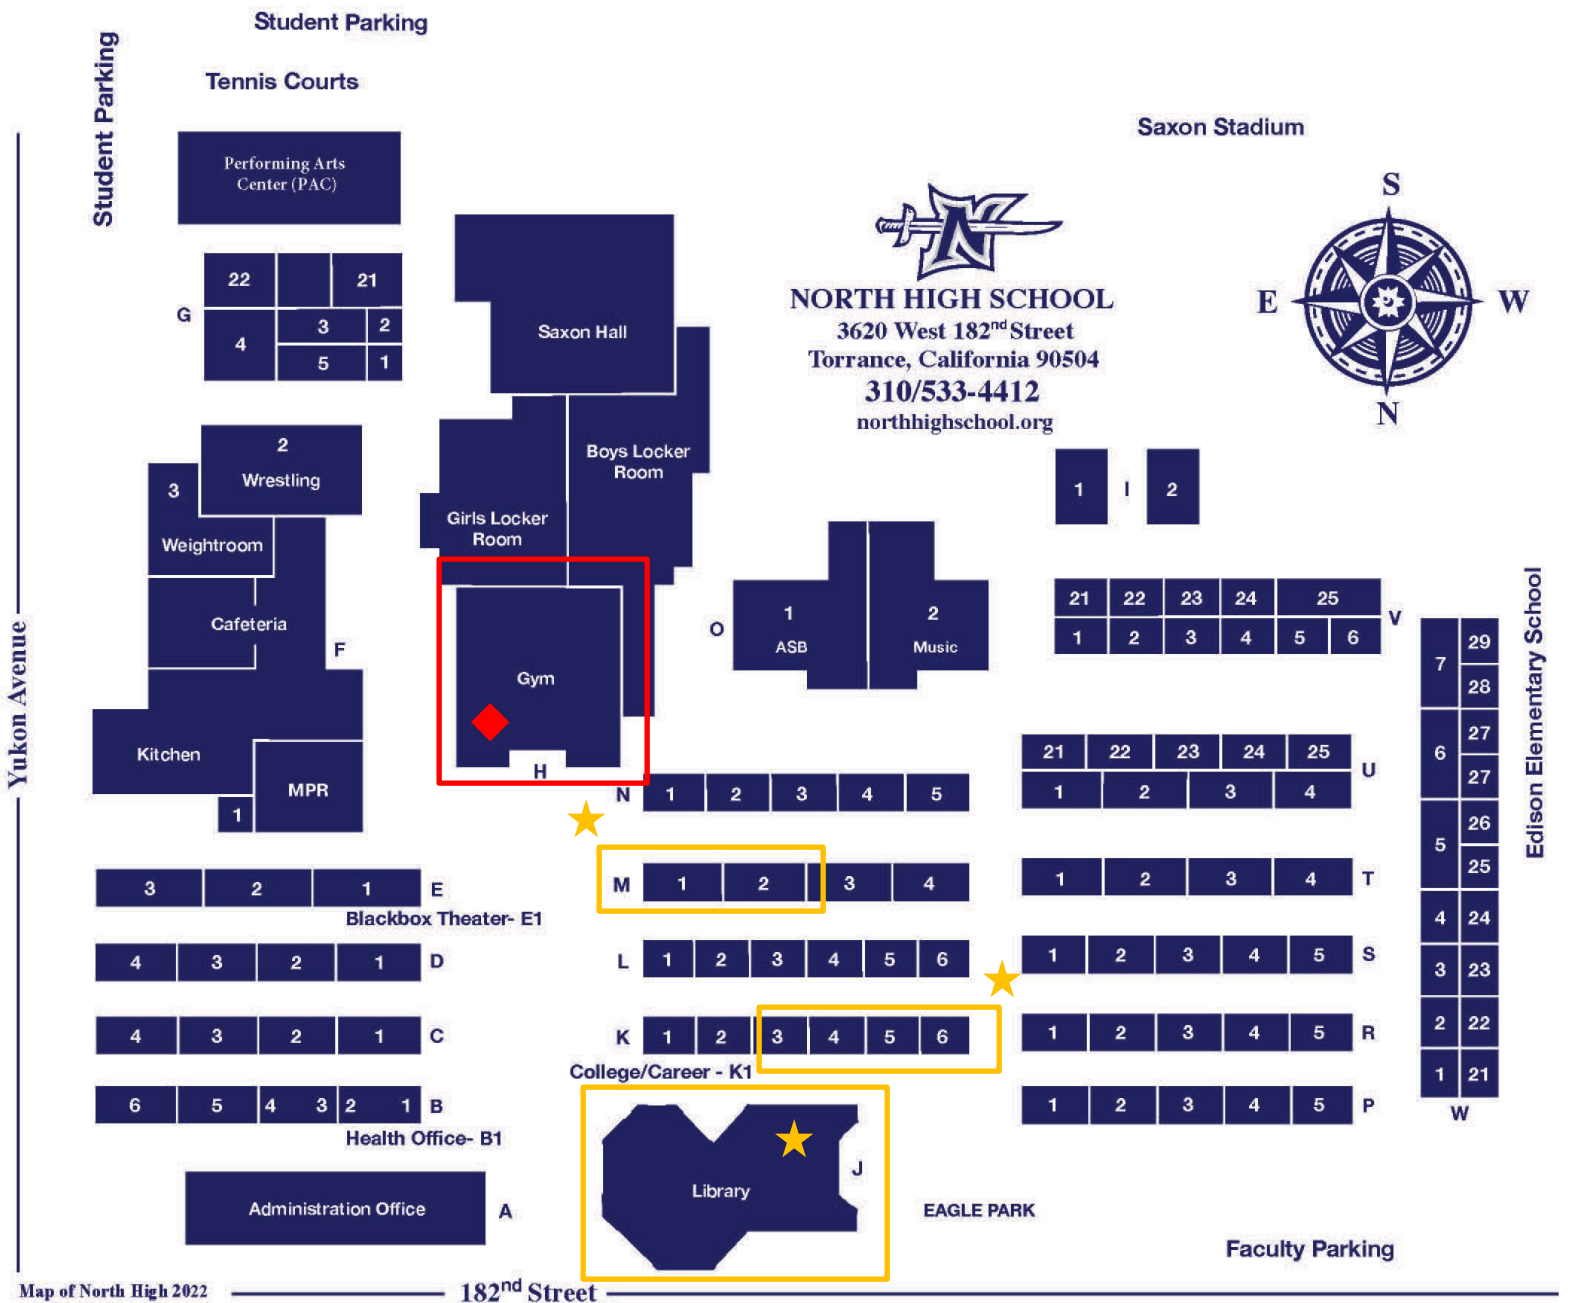 Student Parking
Student Parking
Tennis Courts
Saxon Stadium
Performing Arts
Center (PAC)
S
E
W
N
N
NORTH HIGH SCHOOL
3620 West 182nd Street
Torrance, California 90504
310/533-4412
northhighschool.org
22
21
G
3
2
4
5
1
Saxon Hall
2
Wrestling
3
Weightroom
Cafeteria
F
Kitchen
MPR
1
Boys Locker
Room
Girls Locker
Room
Gym
H
1
I
2
O
1
ASB
2
Music
21 22 23 24 25
V
1 2 3 4 5 6
21 22 23 24 25
U
1 2 3 4
N 1 2 3 4 5
M 1 2 3 4
1 2 3 4 T
3 2 1 E
Blackbox Theater- E1
4 3 2 1 D
L 1 2 3 4 5 6
1 2 3 4 5 S
4 3 2 1 C
K 1 2 3 4 5 6
College/Career - K1
1 2 3 4 5 R
6 5 4 3 2 1 B
Health Office- B1
1 2 3 4 5 P
7 29
28
6 27
27
5 26
25
4 24
3 23
2 22
1 21
W
Edison Elementary School
Yukon Avenue
Administration Office
A
Library
J
EAGLE PARK
Faculty Parking
Map of North High 2022
182nd Street